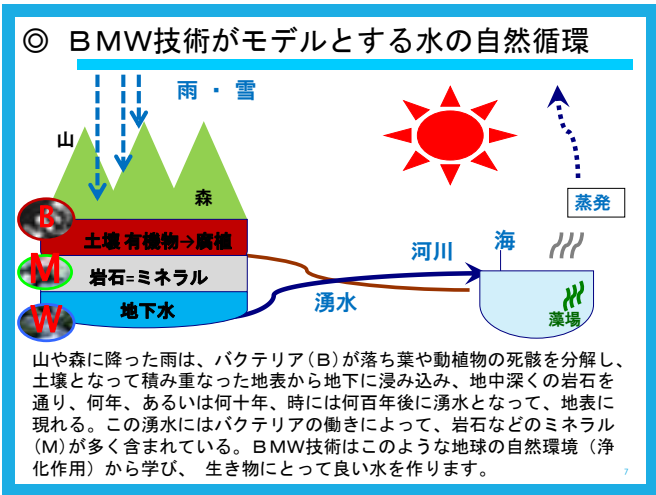 ◎ ＢＭＷ技術がモデルとする水の自然循環
雨 ・ 雪
山
森
蒸発
B
土壌 有機物→腐植
河川
海
M
岩石=ミネラル
湧水
W
地下水
藻場
山や森に降った雨は、バクテリア（Ｂ）が落ち葉や動植物の死骸を分解し、
土壌となって積み重なった地表から地下に浸み込み、地中深くの岩石を
通り、何年、あるいは何十年、時には何百年後に湧水となって、地表に
現れる。この湧水にはバクテリアの働きによって、岩石などのミネラル
（Ｍ）が多く含まれている。ＢＭＷ技術はこのような地球の自然環境（浄
化作用）から学び、 生き物にとって良い水を作ります。
7